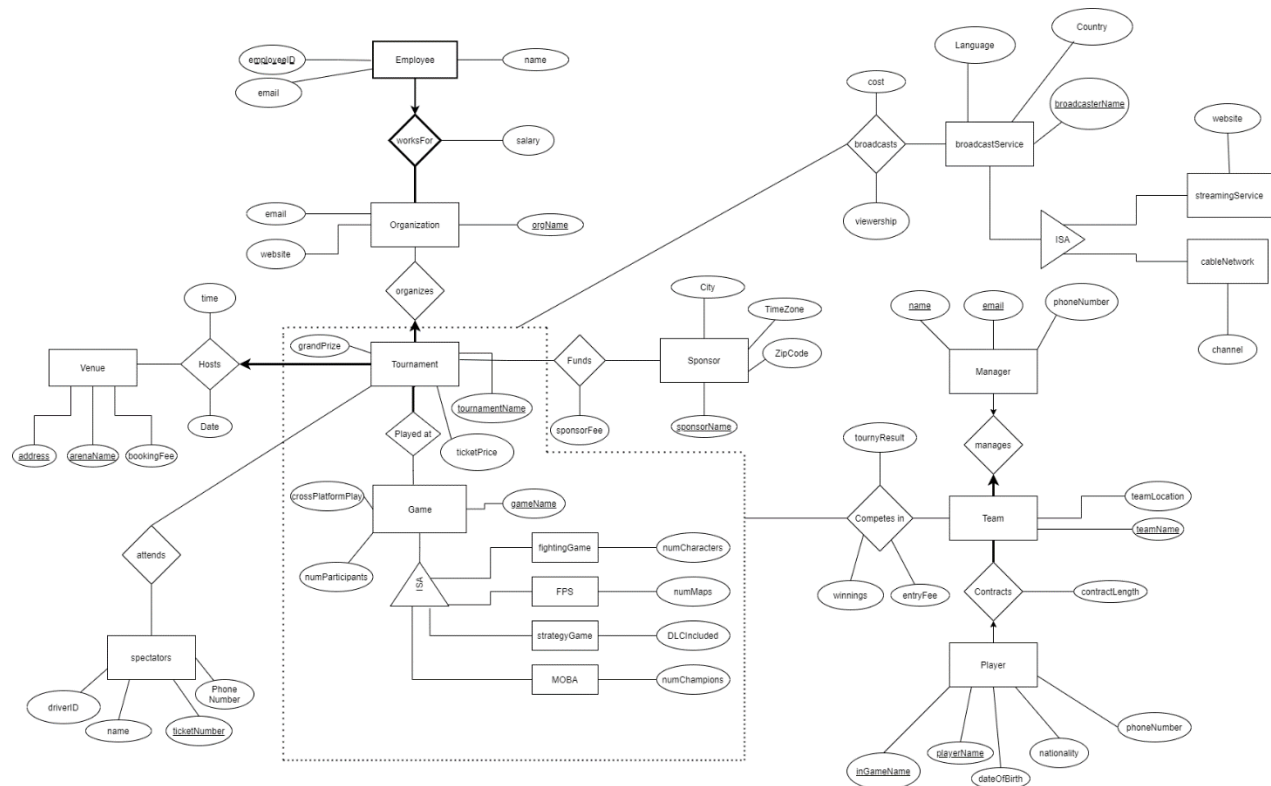 Employee
employeeID
name
email
worksFor
salary
Organization
email
website
orgName
organizes
time
Venue
Hosts
Date
address
arenaName
bookingFee
grandPrize
Tournament
tournamentName
ticketPrice
Played at
Funds
sponsorFee
City
TimeZone
ZipCode
Sponsor
sponsorName
crossPlatformPlay
Game
gameName
numParticipants
ISA
fightingGame
numCharacters
FPS
numMaps
strategyGame
DLCIncluded
MOBA
numChampions
attends
spectators
Phone
Number
driverID
name
ticketNumber
cost
broadcasts
viewership
Language
Country
broadcasterName
broadcastService
ISA
website
streamingService
cableNetwork
channel
name
email
phoneNumber
Manager
manages
tournyResult
Competes in
winnings
entryFee
Team
teamLocation
teamName
Contracts
contractLength
Player
inGameName
playerName
dateOfBirth
nationality
phoneNumber